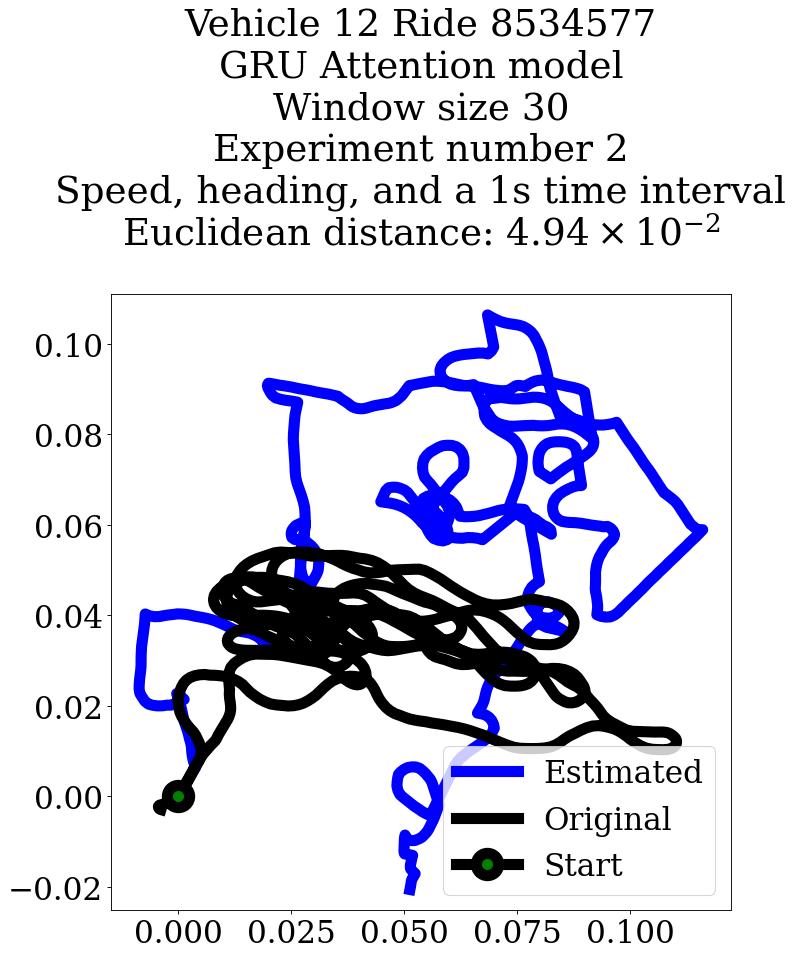 Vehicle 12 Ride 8534577
GRU Attention model
Window size 30
Experiment number 2
Speed, heading, and a 1s time interval
Euclidean distance: 4.94 × 10⁻²
0.10
0.08
0.06
0.04
0.02
0.00
−0.02
0.000 0.025 0.050 0.075 0.100
Estimated
Original
Start